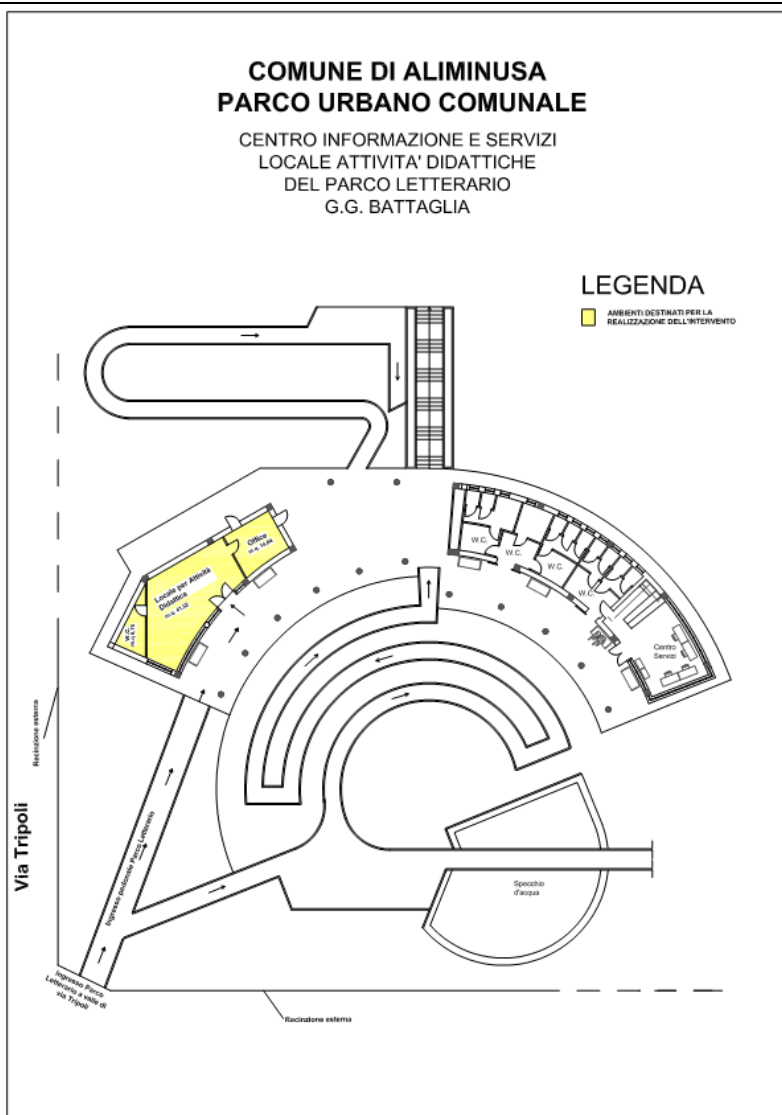 COMUNE DI ALIMINUSA
PARCO URBANO COMUNALE
CENTRO INFORMAZIONE E SERVIZI
LOCALE ATTIVITA' DIDATTICHE
DEL PARCO LETTERARIO
G.G. BATTAGLIA
LEGENDA
AMBIENTI DESTINATI PER LA
REALIZZAZIONE DELL'INTERVENTO
Office
Locale per Attività
Didattica
W.C.
W.C.
W.C.
W.C.
W.C.
Centro
Servizi
Recinzione esterna
Via Tripoli
Ingresso pedonale Parco Letterario
Specchio
d'acqua
Ingresso Parco
Letterario a valle di
via Tripoli
Recinzione esterna